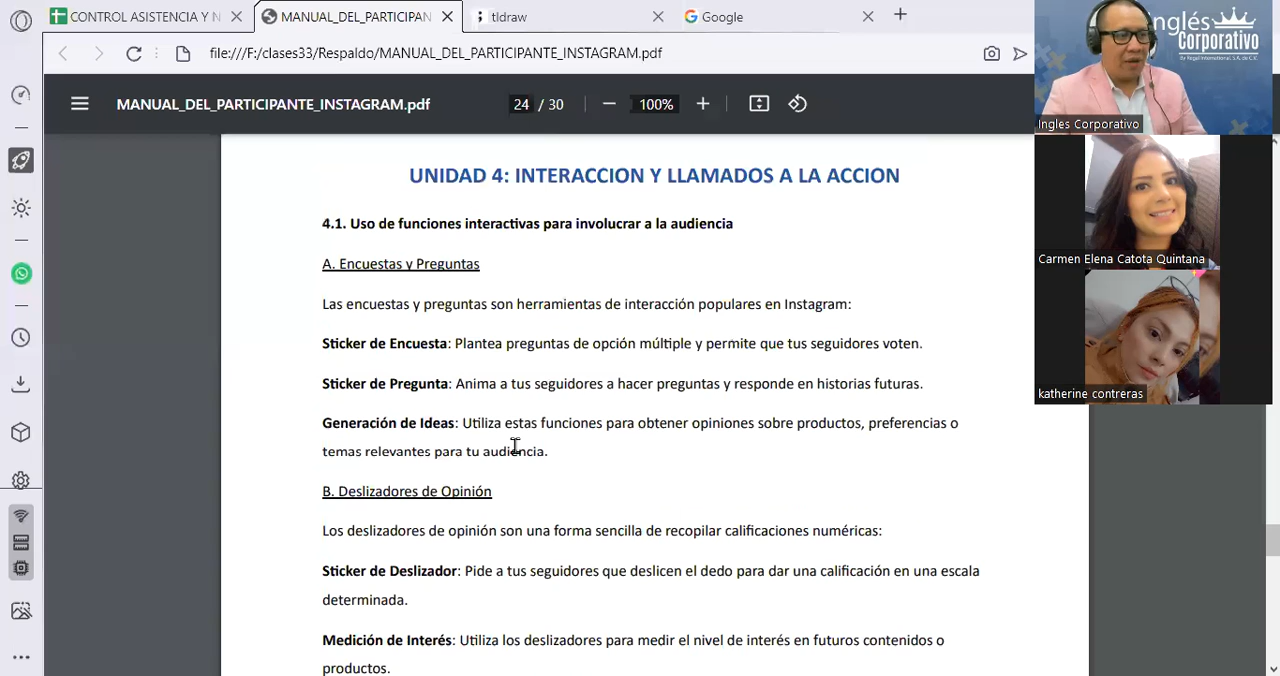 CONTROL ASISTENCIA Y N
MANUAL_DEL_PARTICIPAN
tldraw
Google
file:///F:/clases33/Respaldo/MANUAL_DEL_PARTICIPANTE_INSTAGRAM.pdf
MANUAL_DEL_PARTICIPANTE_INSTAGRAM.pdf
24 / 30
100%
UNIDAD 4: INTERACCION Y LLAMADOS A LA ACCION
4.1. Uso de funciones interactivas para involucrar a la audiencia
A. Encuestas y Preguntas
Las encuestas y preguntas son herramientas de interacción populares en Instagram:
Sticker de Encuesta: Plantea preguntas de opción múltiple y permite que tus seguidores voten.
Sticker de Pregunta: Anima a tus seguidores a hacer preguntas y responde en historias futuras.
Generación de Ideas: Utiliza estas funciones para obtener opiniones sobre productos, preferencias o
temas relevantes para tu audiencia.
B. Deslizadores de Opinión
Los deslizadores de opinión son una forma sencilla de recopilar calificaciones numéricas:
Sticker de Deslizador: Pide a tus seguidores que deslicen el dedo para dar una calificación en una escala
determinada.
Medición de Interés: Utiliza los deslizadores para medir el nivel de interés en futuros contenidos o
productos.
Inglés
Corporativo
By Regal International, S.A. de C.V.
Ingles Corporativo
Carmen Elena Catota Quintana
katherine contreras